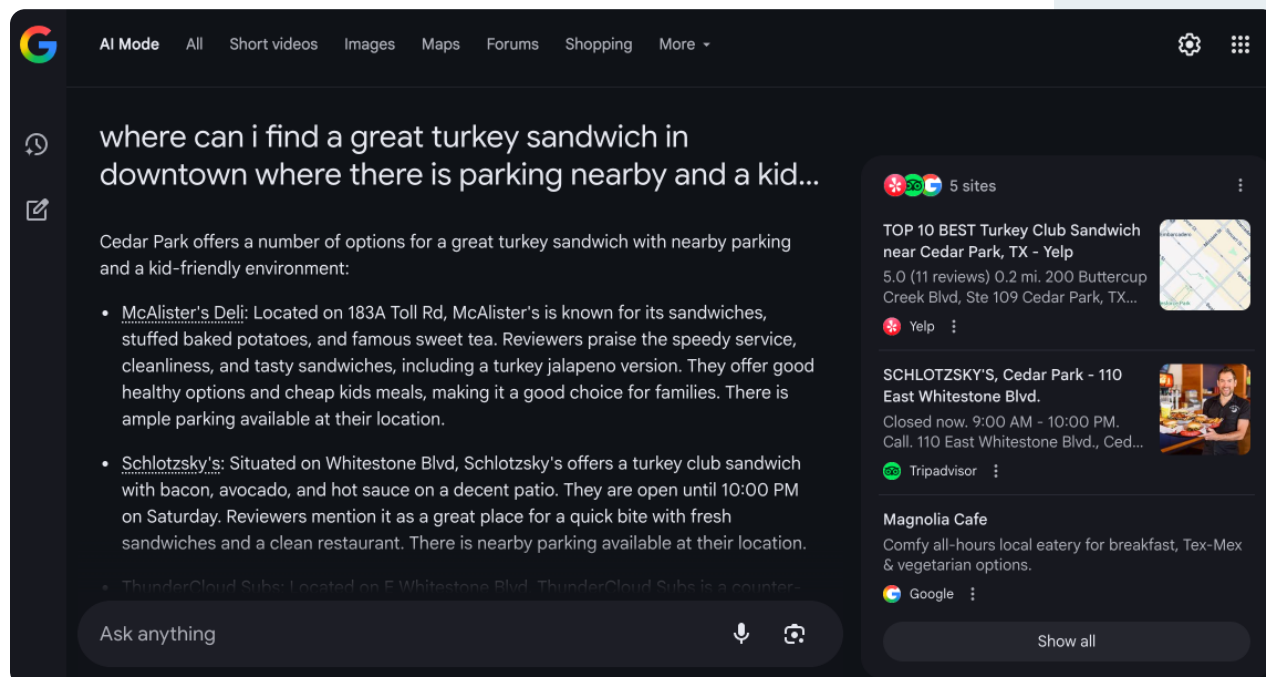 AI Mode All Short videos Images Maps Forums Shopping More
where can i find a great turkey sandwich in
downtown where there is parking nearby and a kid...
Cedar Park offers a number of options for a great turkey sandwich with nearby parking
and a kid-friendly environment:
• McAlister's Deli: Located on 183A Toll Rd, McAlister's is known for its sandwiches,
stuffed baked potatoes, and famous sweet tea. Reviewers praise the speedy service,
cleanliness, and tasty sandwiches, including a turkey jalapeno version. They offer good
healthy options and cheap kids meals, making it a good choice for families. There is
ample parking available at their location.
• Schlotzsky's: Situated on Whitestone Blvd, Schlotzsky's offers a turkey club sandwich
with bacon, avocado, and hot sauce on a decent patio. They are open until 10:00 PM
on Saturday. Reviewers mention it as a great place for a quick bite with fresh
sandwiches and a clean restaurant. There is nearby parking available at their location.
• ThunderCloud Subs: Located on E Whitestone Blvd, ThunderCloud Subs is a counter-
Ask anything
5 sites
TOP 10 BEST Turkey Club Sandwich
near Cedar Park, TX - Yelp
5.0 (11 reviews) 0.2 mi. 200 Buttercup
Creek Blvd, Ste 109 Cedar Park, TX...
Yelp
SCHLOTZSKY'S, Cedar Park - 110
East Whitestone Blvd.
Closed now. 9:00 AM - 10:00 PM.
Call. 110 East Whitestone Blvd., Ced...
Tripadvisor
Magnolia Cafe
Comfy all-hours local eatery for breakfast, Tex-Mex
& vegetarian options.
Google
Show all